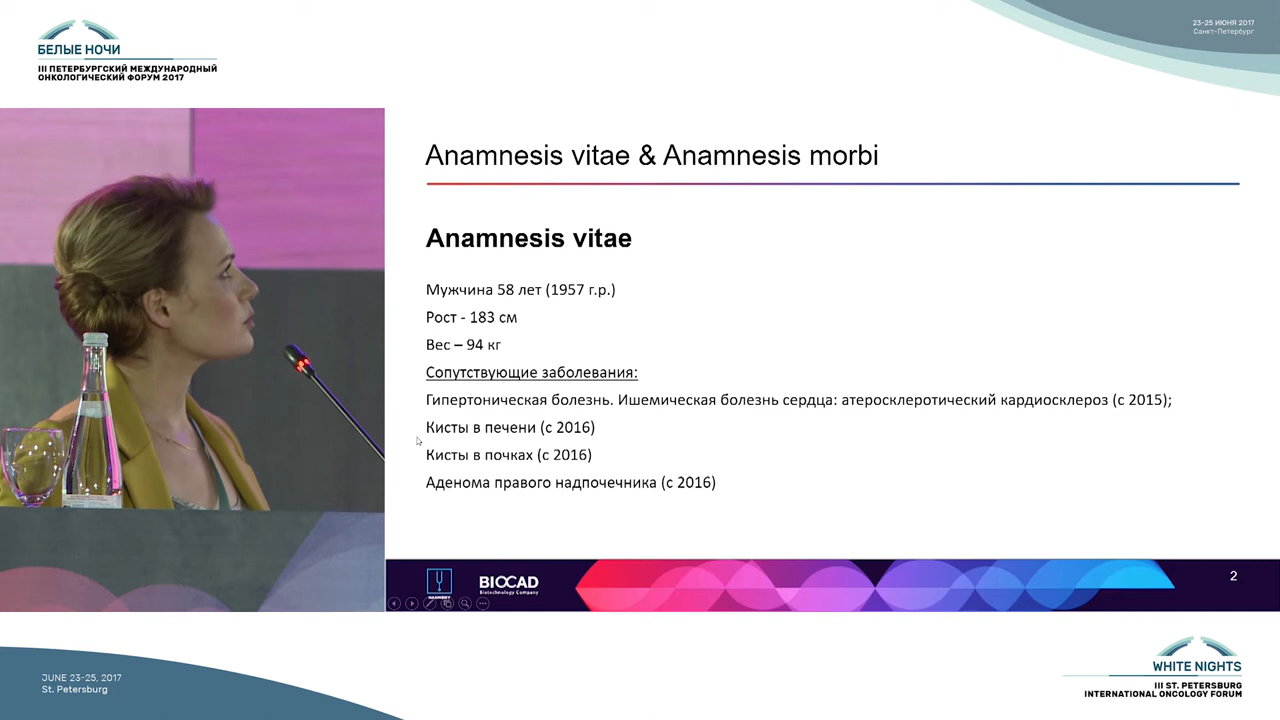 БЕЛЫЕ НОЧИ
III ПЕТЕРБУРГСКИЙ МЕЖДУНАРОДНЫЙ
ОНКОЛОГИЧЕСКИЙ ФОРУМ 2017
23-25 ИЮНЯ 2017
Санкт-Петербург
Anamnesis vitae & Anamnesis morbi
Anamnesis vitae
Мужчина 58 лет (1957 г.р.)
Рост - 183 см
Вес – 94 кг
Сопутствующие заболевания:
Гипертоническая болезнь. Ишемическая болезнь сердца: атеросклеротический кардиосклероз (с 2015);
Кисты в печени (с 2016)
Кисты в почках (с 2016)
Аденома правого надпочечника (с 2016)
HARMONY
BIOCAD
Biotechnology Company
2
JUNE 23-25, 2017
St. Petersburg
WHITE NIGHTS
III ST. PETERSBURG
INTERNATIONAL ONCOLOGY FORUM